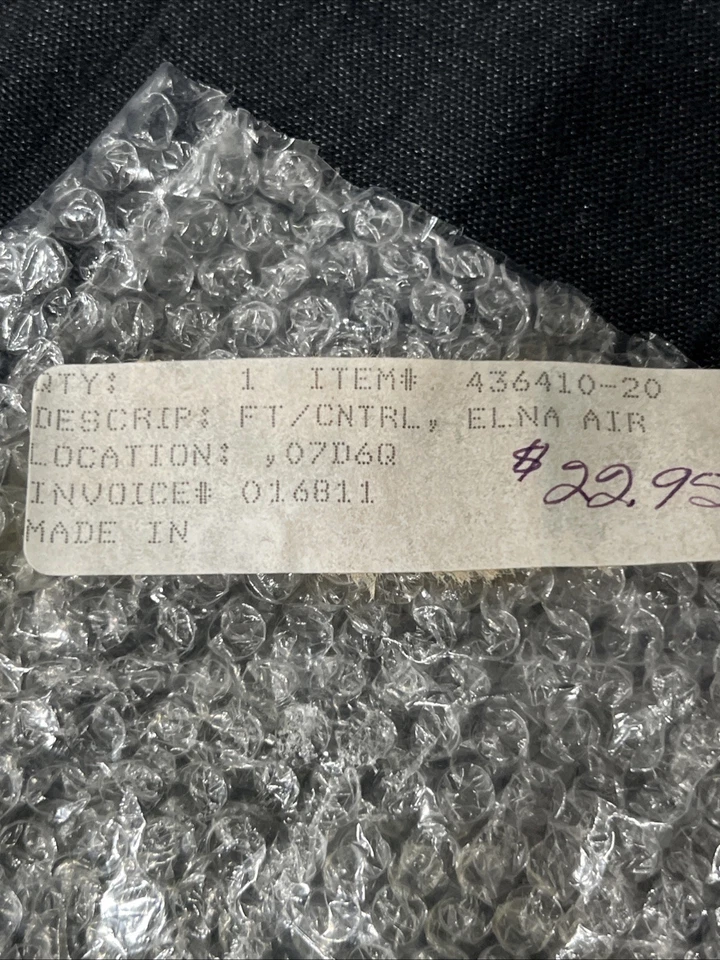 QTY: 1 ITEM# 436410-20
DESCRIP: FT/CNTRL, ELNA AIR
LOCATION: ,07D6Q
$22.95
INVOICE# 016811
MADE IN